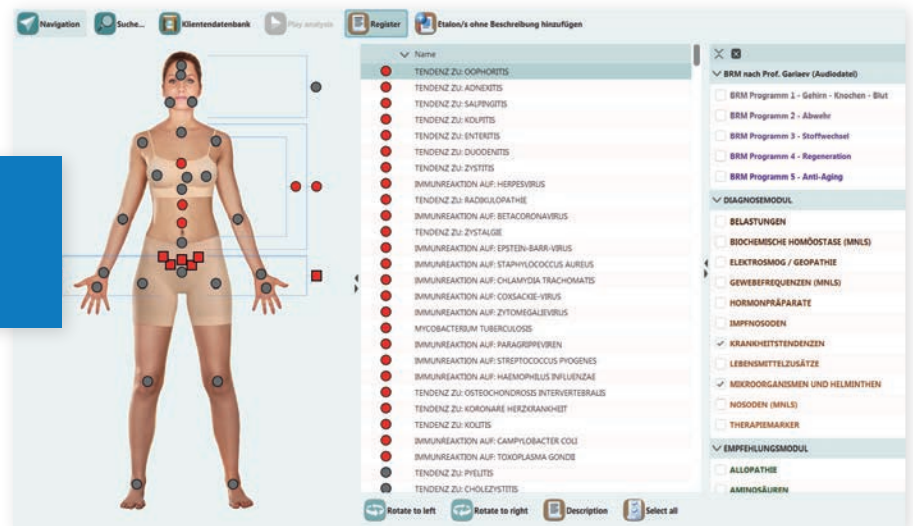 Navigation
Suche...
Klientendatenbank
Play analysis
Register
Etalon/s ohne Beschreibung hinzufügen
Name
TENDENZ ZU: OOPHORITIS
TENDENZ ZU: ADNEXITIS
TENDENZ ZU: SALPINGITIS
TENDENZ ZU: KOLPITIS
TENDENZ ZU: ENTERITIS
TENDENZ ZU: DUODENITIS
TENDENZ ZU: ZYSTITIS
IMMUNREAKTION AUF: HERPESVIRUS
TENDENZ ZU: RADIKULOPATHIE
IMMUNREAKTION AUF: BETACORONAVIRUS
TENDENZ ZU: ZYSTALGIE
IMMUNREAKTION AUF: EPSTEIN-BARR-VIRUS
IMMUNREAKTION AUF: STAPHYLOCOCCUS AUREUS
IMMUNREAKTION AUF: CHLAMYDIA TRACHOMATIS
IMMUNREAKTION AUF: COXSACKIE-VIRUS
IMMUNREAKTION AUF: ZYTOMEGALIEVIRUS
MYCOBACTERIUM TUBERCULOSIS
IMMUNREAKTION AUF: PARAGRIPPEVIREN
IMMUNREAKTION AUF: STREPTOCOCCUS PYOGENES
IMMUNREAKTION AUF: HAEMOPHILUS INFLUENZAE
TENDENZ ZU: OSTEOCHONDROSIS INTERVERTEBRALIS
TENDENZ ZU: KORONARE HERZKRANKHEIT
TENDENZ ZU: KOLITIS
IMMUNREAKTION AUF: CAMPYLOBACTER COLI
IMMUNREAKTION AUF: TOXOPLASMA GONDII
TENDENZ ZU: PYELITIS
TENDENZ ZU: CHOLEZYSTITIS
BRM nach Prof. Gariaev (Audiodatei)
BRM Programm 1 - Gehirn - Knochen - Blut
BRM Programm 2 - Abwehr
BRM Programm 3 - Stoffwechsel
BRM Programm 4 - Regeneration
BRM Programm 5 - Anti-Aging
DIAGNOSEMODUL
BELASTUNGEN
BIOCHEMISCHE HOMÖOSTASE (MNLS)
ELEKTROSMOG / GEOPATHIE
GEWEBEFREQUENZEN (MNLS)
HORMONPRÄPARATE
IMPFNOSODEN
KRANKHEITSTENDENZEN
LEBENSMITTELZUSÄTZE
MIKROORGANISMEN UND HELMINTHEN
NOSODEN (MNLS)
THERAPIEMARKER
EMPFEHLUNGSMODUL
ALLOPATHIE
AMINOSÄUREN
Rotate to left
Rotate to right
Description
Select all